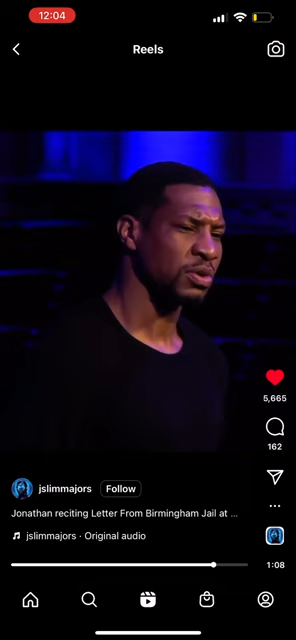 12:04
Reels
5,665
162
jslimmajors Follow
Jonathan reciting Letter From Birmingham Jail at ...
jslimmajors · Original audio
1:08